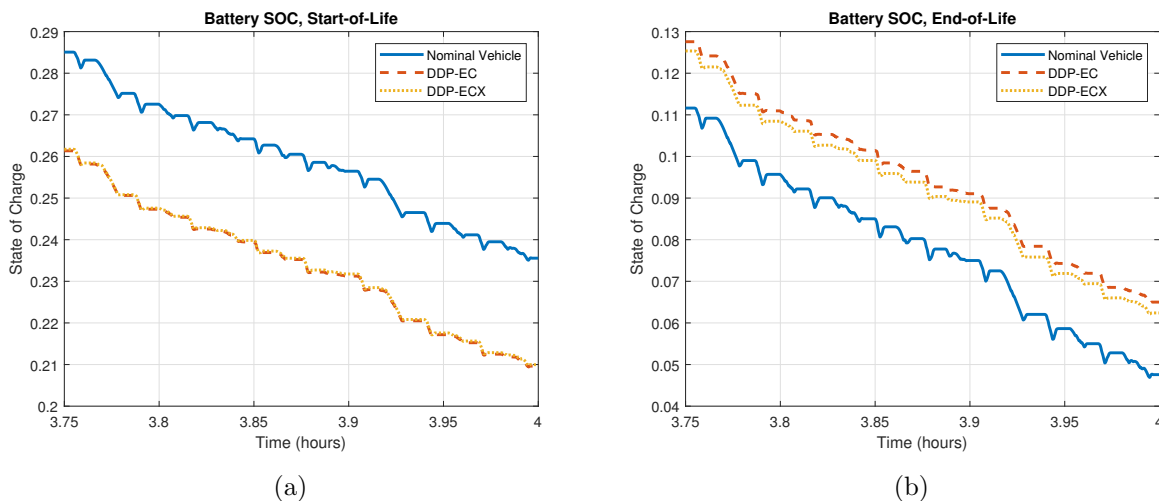 Battery SOC, Start-of-Life
0.29
0.28
0.27
0.26
0.25
0.24
0.23
0.22
0.21
0.2
State of Charge
Nominal Vehicle
DDP-EC
DDP-ECX
3.75 3.8 3.85 3.9 3.95 4
Time (hours)
(a)
Battery SOC, End-of-Life
0.13
0.12
0.11
0.1
0.09
0.08
0.07
0.06
0.05
0.04
State of Charge
Nominal Vehicle
DDP-EC
DDP-ECX
3.75 3.8 3.85 3.9 3.95 4
Time (hours)
(b)